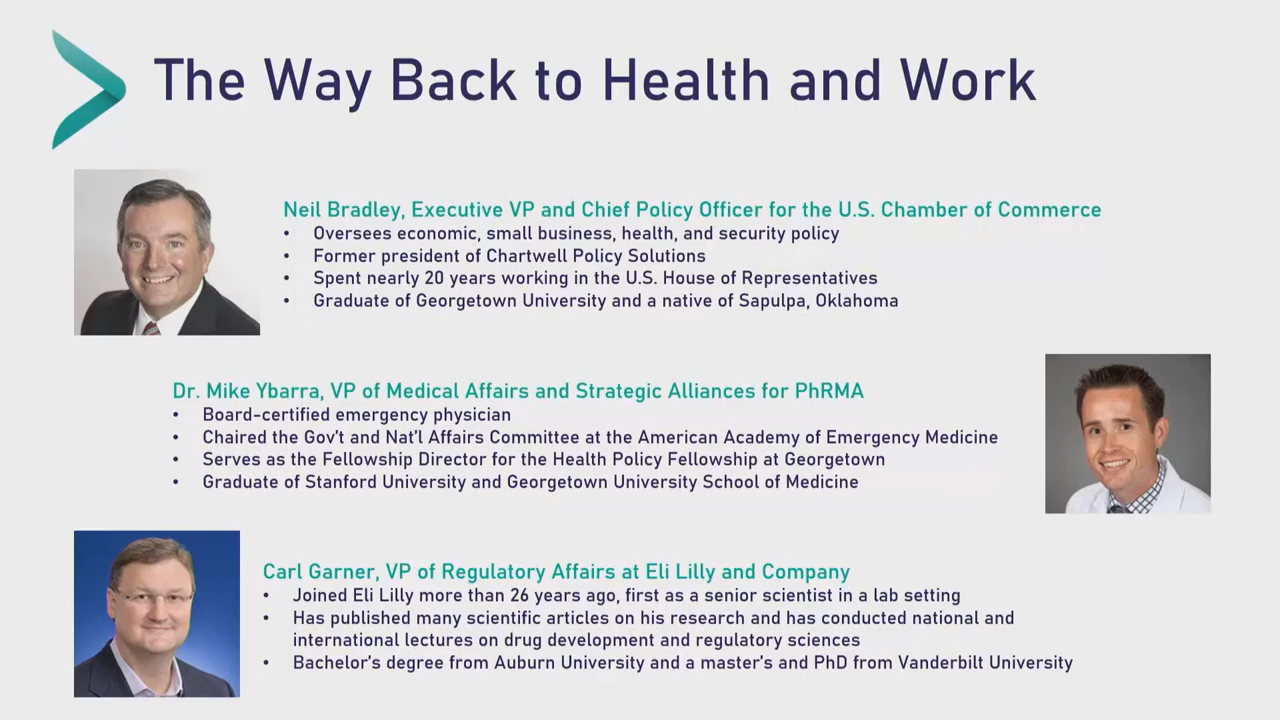 The Way Back to Health and Work
Neil Bradley, Executive VP and Chief Policy Officer for the U.S. Chamber of Commerce
• Oversees economic, small business, health, and security policy
• Former president of Chartwell Policy Solutions
• Spent nearly 20 years working in the U.S. House of Representatives
• Graduate of Georgetown University and a native of Sapulpa, Oklahoma
Dr. Mike Ybarra, VP of Medical Affairs and Strategic Alliances for PhRMA
• Board-certified emergency physician
• Chaired the Gov't and Nat'l Affairs Committee at the American Academy of Emergency Medicine
• Serves as the Fellowship Director for the Health Policy Fellowship at Georgetown
• Graduate of Stanford University and Georgetown University School of Medicine
Carl Garner, VP of Regulatory Affairs at Eli Lilly and Company
• Joined Eli Lilly more than 26 years ago, first as a senior scientist in a lab setting
• Has published many scientific articles on his research and has conducted national and
international lectures on drug development and regulatory sciences
• Bachelor's degree from Auburn University and a master's and PhD from Vanderbilt University